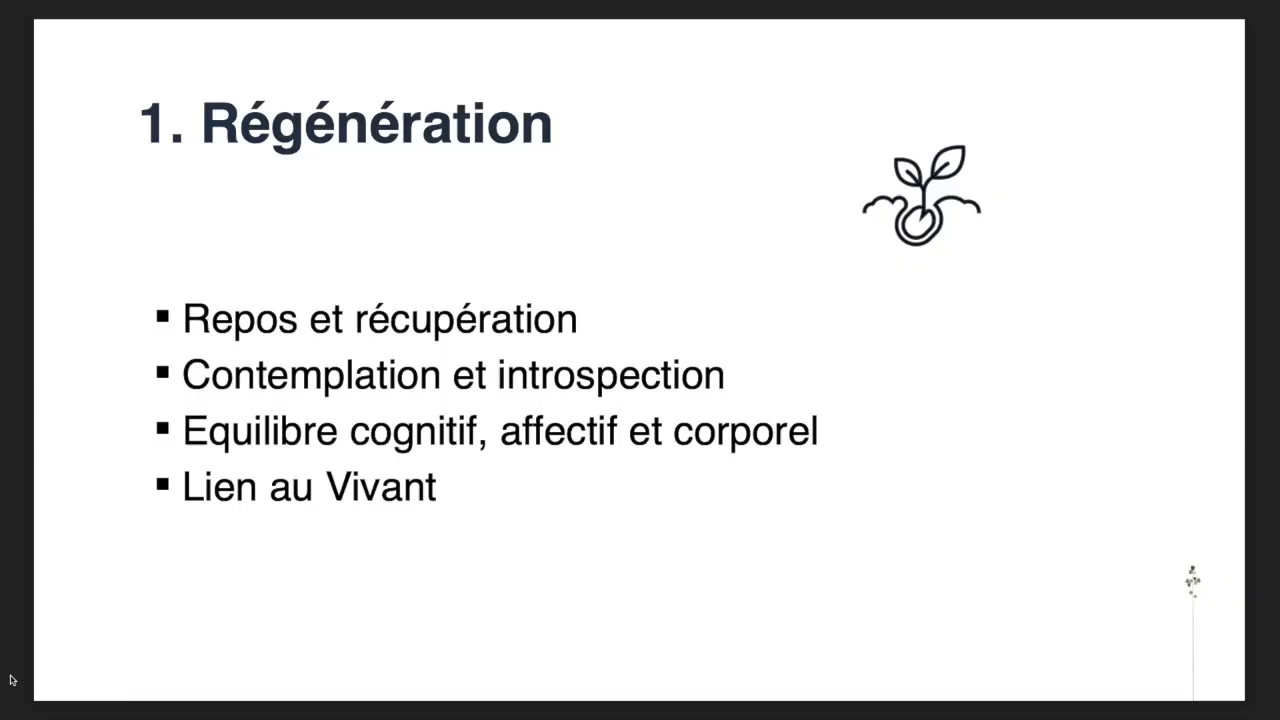 1. Régénération
▪ Repos et récupération
▪ Contemplation et introspection
▪ Equilibre cognitif, affectif et corporel
▪ Lien au Vivant